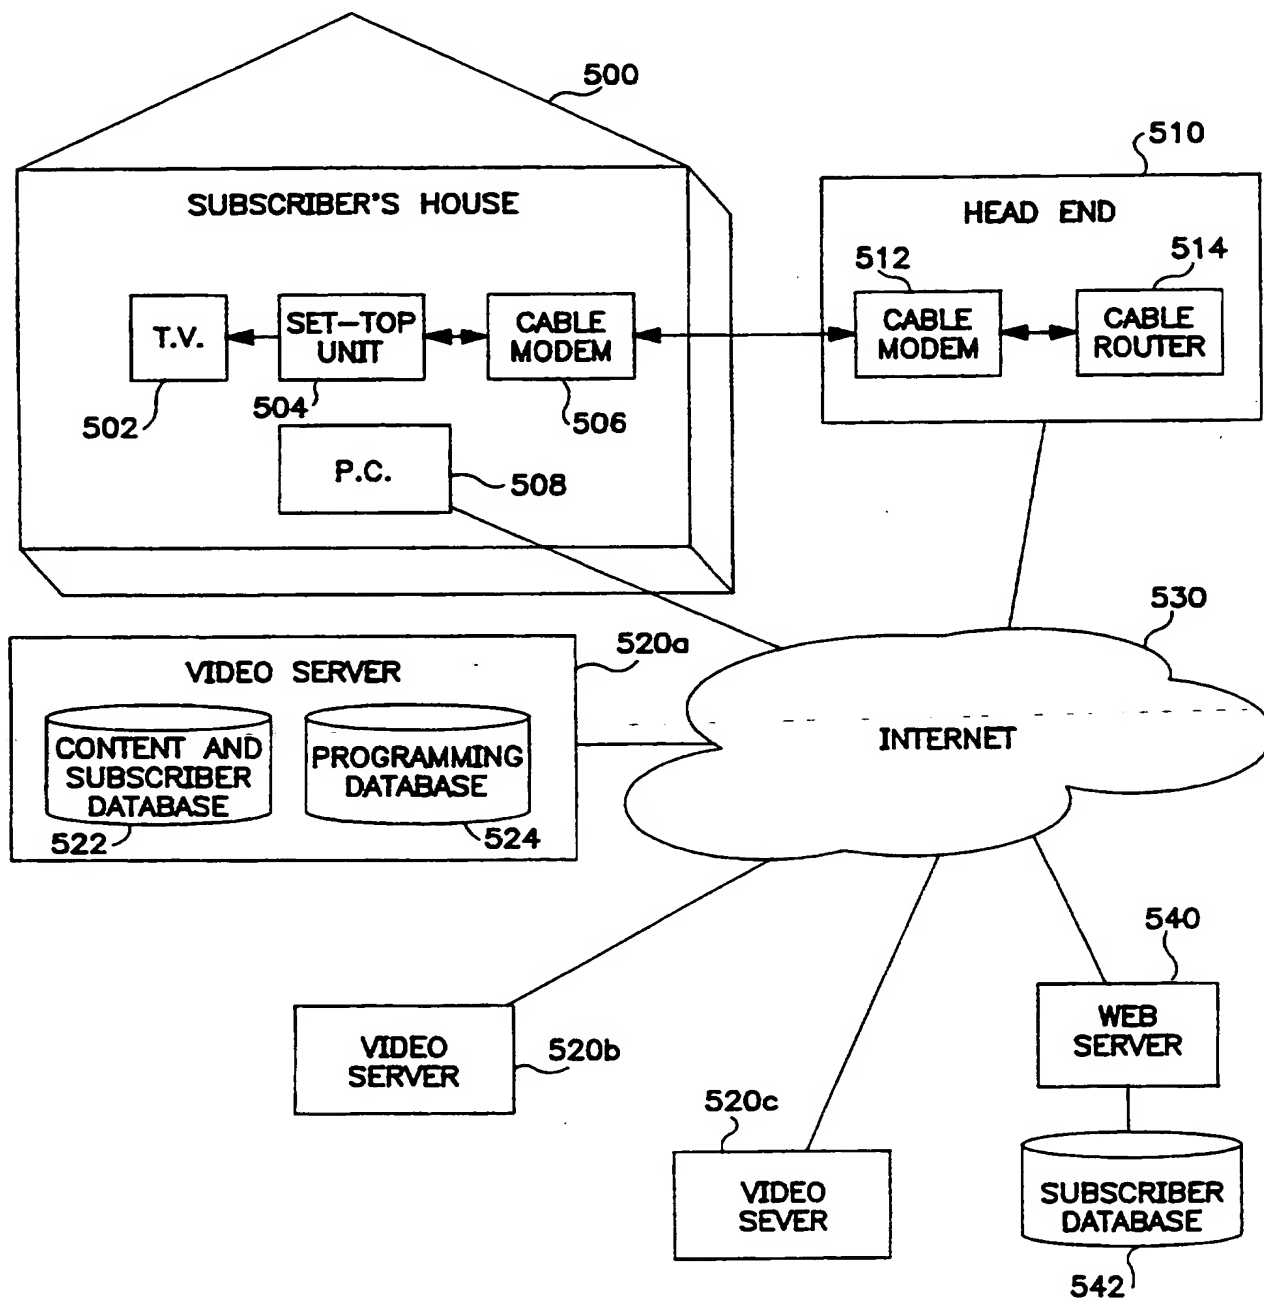 500
510
SUBSCRIBER'S HOUSE
HEAD END
512
514
T.V.
SET-TOP
UNIT
CABLE
MODEM
CABLE
MODEM
CABLE
ROUTER
502
504
506
P.C.
508
530
520a
VIDEO SERVER
CONTENT AND
SUBSCRIBER
DATABASE
PROGRAMMING
DATABASE
INTERNET
522
524
540
VIDEO
SERVER
520b
WEB
SERVER
520c
VIDEO
SEVER
SUBSCRIBER
DATABASE
542